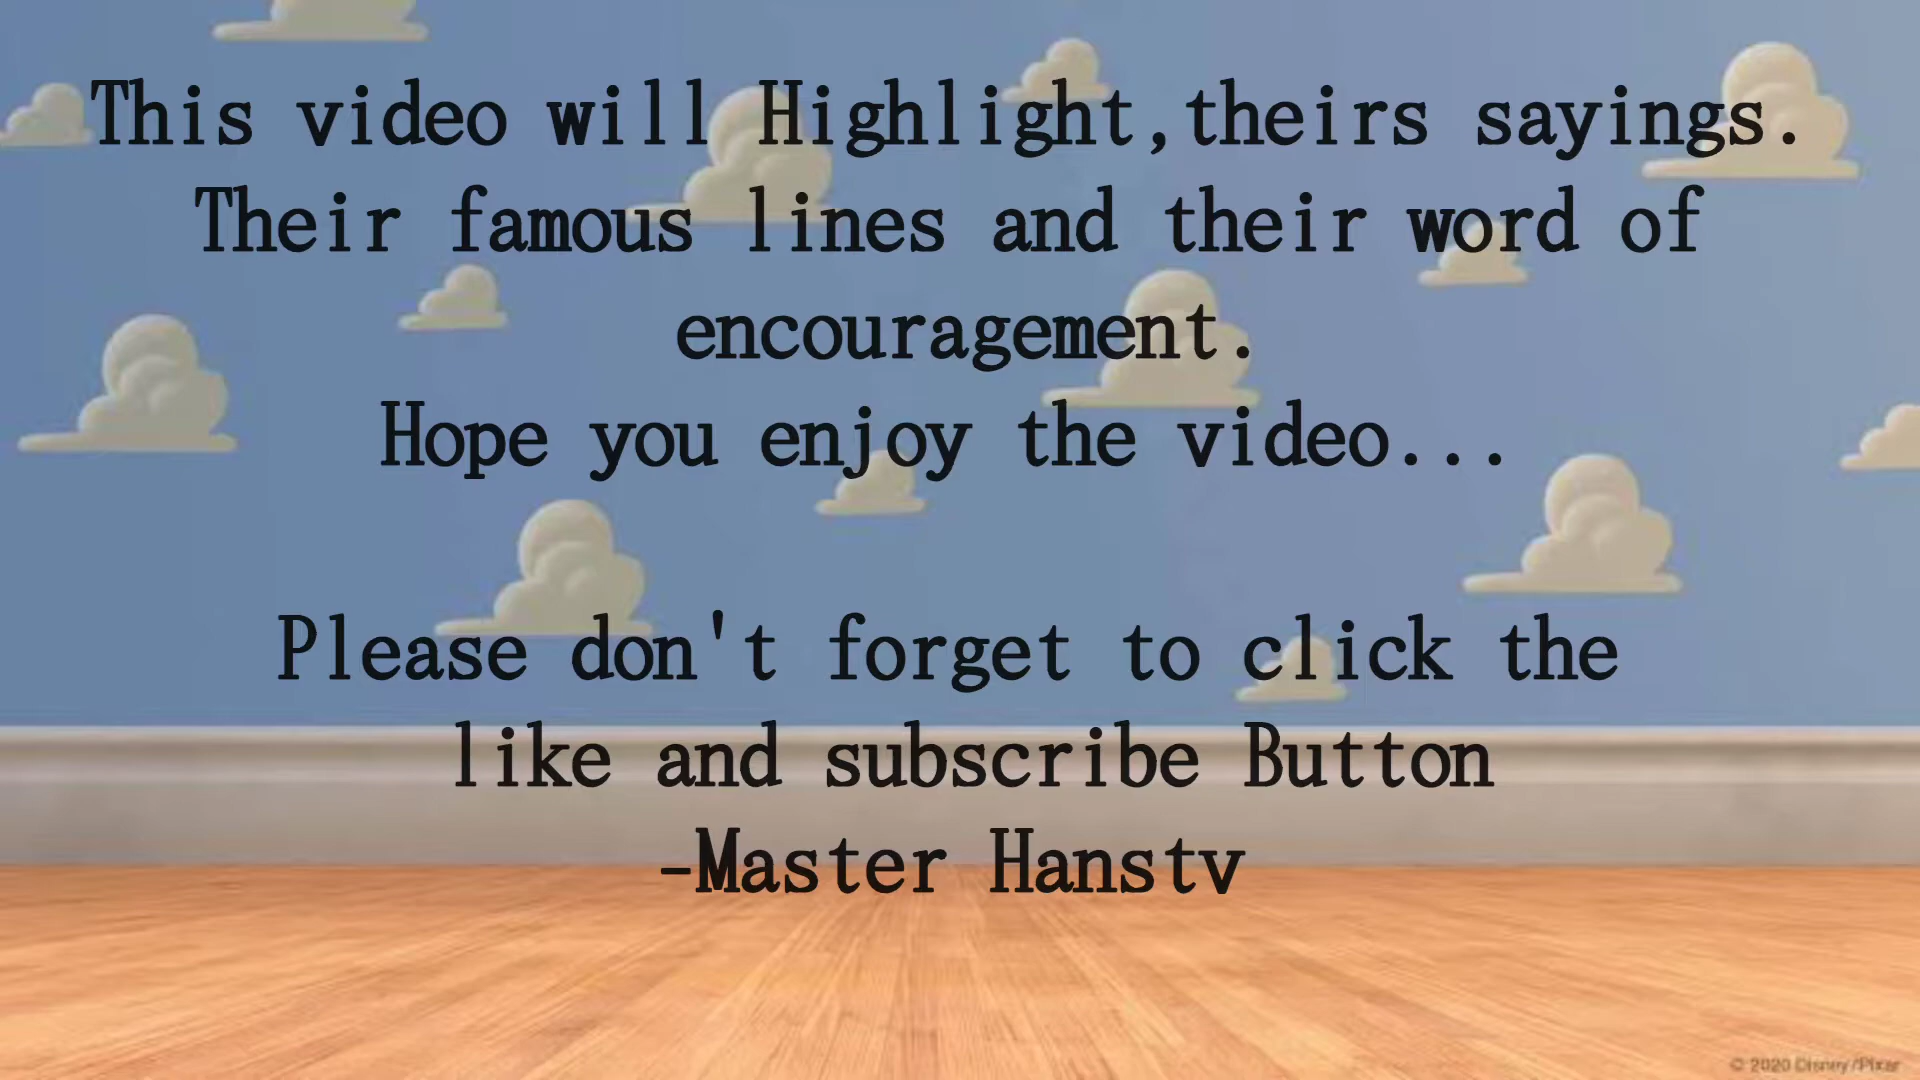 This video will Highlight,theirs sayings.
Their famous lines and their word of
encouragement.
Hope you enjoy the video...
Please don't forget to click the
like and subscribe Button
-Master Hanstv
© 2020 Disney/Pixar